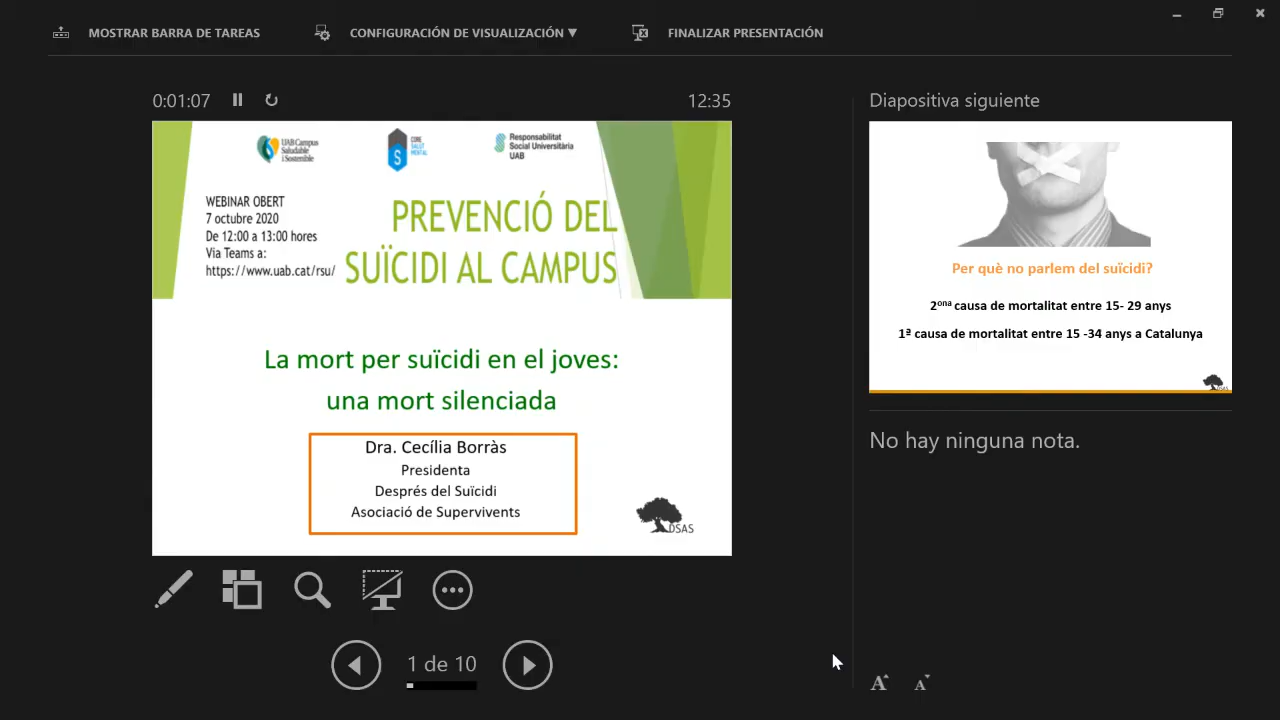 MOSTRAR BARRA DE TAREAS
CONFIGURACIÓN DE VISUALIZACIÓN ▼
FINALIZAR PRESENTACIÓN
0:01:07
12:35
UAB Campus
Saludable
i Sostenible
CORE
SALUT
MENTAL
S
Responsabilitat
Social Universitària
UAB
WEBINAR OBERT
7 octubre 2020
De 12:00 a 13:00 hores
Via Teams a:
https://www.uab.cat/rsu/
PREVENCIÓ DEL
SUÏCIDI AL CAMPUS
La mort per suïcidi en el joves:
una mort silenciada
Dra. Cecília Borràs
Presidenta
Després del Suïcidi
Asociació de Supervivents
DSAS
1 de 10
Diapositiva siguiente
Per què no parlem del suïcidi?
2ona causa de mortalitat entre 15- 29 anys
1ª causa de mortalitat entre 15 -34 anys a Catalunya
DSAS
No hay ninguna nota.
A A